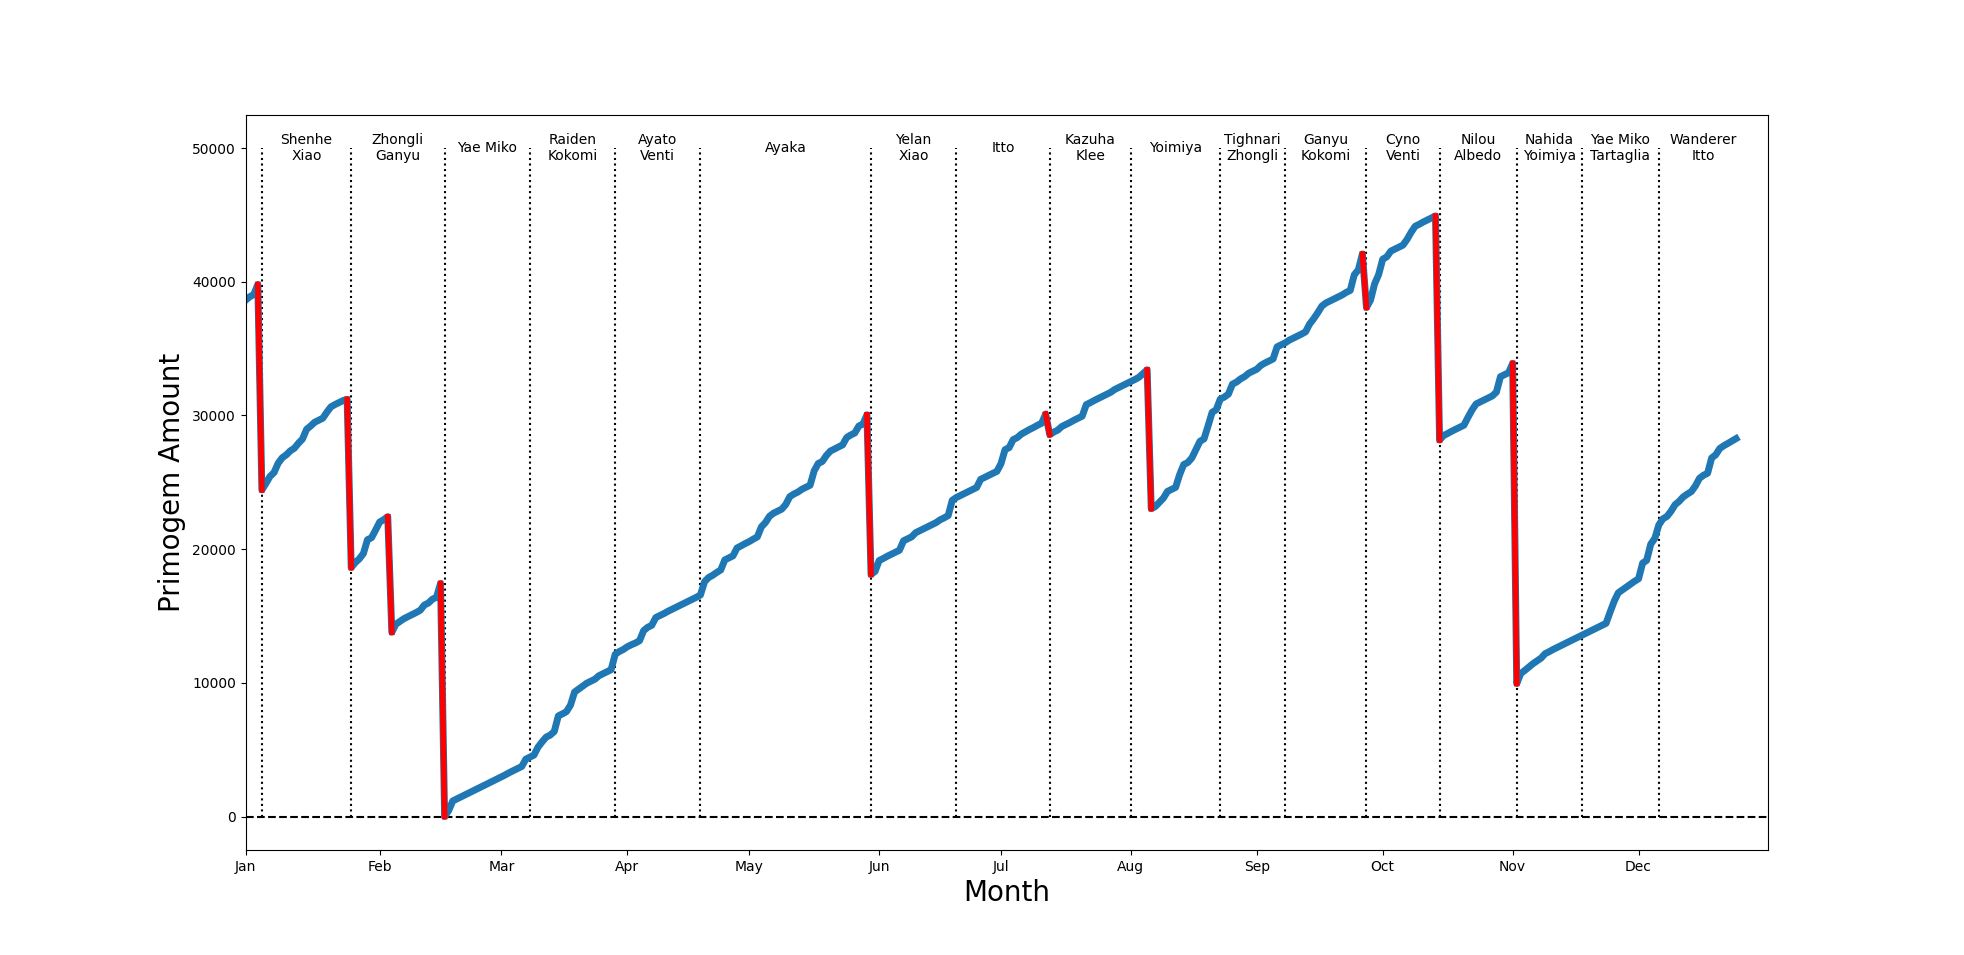 Shenhe
Xiao
Zhongli
Ganyu
Yae Miko
Raiden
Kokomi
Ayato
Venti
Ayaka
Yelan
Xiao
Itto
Kazuha
Klee
Yoimiya
Tighnari
Zhongli
Ganyu
Kokomi
Cyno
Venti
Nilou
Albedo
Nahida
Yoimiya
Yae Miko
Tartaglia
Wanderer
Itto
50000
40000
30000
20000
10000
0
Primogem Amount
Jan
Feb
Mar
Apr
May
Jun
Jul
Aug
Sep
Oct
Nov
Dec
Month